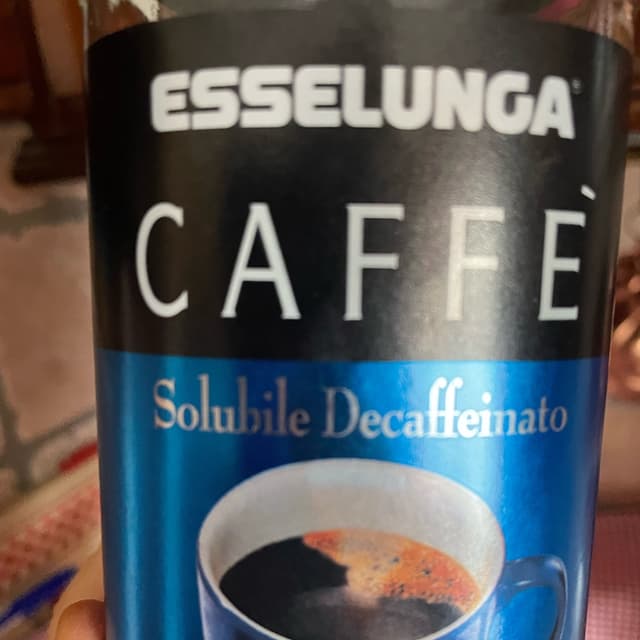 ESSELUNGA®
CAFFÈ
Solubile Decaffeinato